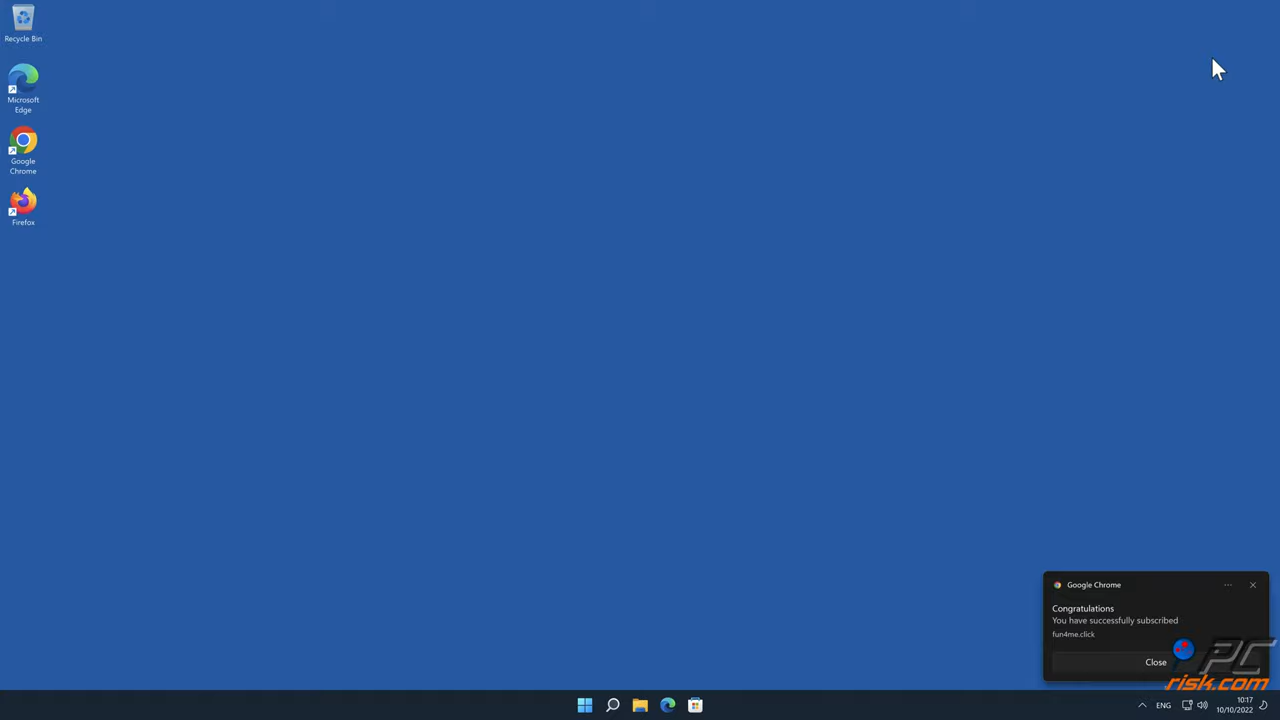 Recycle Bin
Microsoft
Edge
Google
Chrome
Firefox
Google Chrome
Congratulations
You have successfully subscribed
fun4me.click
Close
PC
risk.com
ENG
10:17
10/10/2022